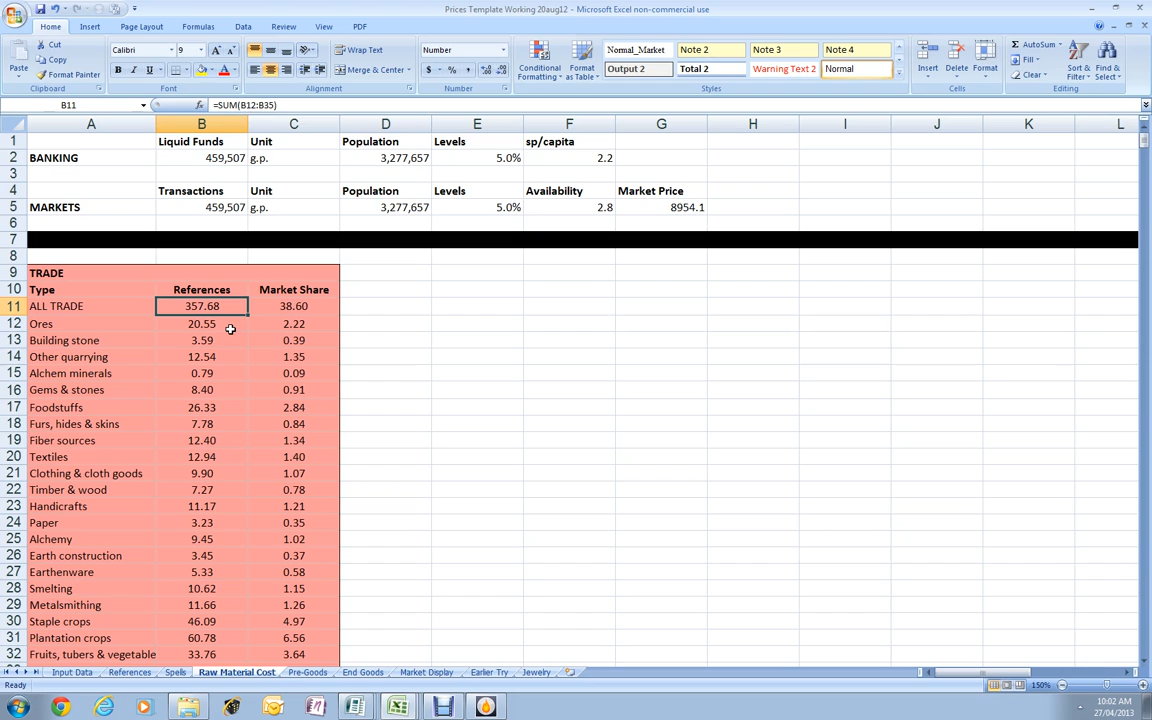 Prices Template Working 20aug12 - Microsoft Excel non-commercial use
Home Insert Page Layout Formulas Data Review View PDF
Cut
Copy
Format Painter
Paste
Clipboard
Calibri 9
B I U
Font
Wrap Text
Merge & Center
Alignment
Number
$ % ,
Number
Conditional Formatting
Format as Table
Normal_Market Note 2 Note 3 Note 4
Output 2 Total 2 Warning Text 2 Normal
Styles
Insert Delete Format
Cells
AutoSum
Fill
Clear
Sort & Filter
Find & Select
Editing
B11 fx =SUM(B12:B35)
A B C D E F G H I J K L
1 Liquid Funds Unit Population Levels sp/capita
2 BANKING 459,507 g.p. 3,277,657 5.0% 2.2
3
4 Transactions Unit Population Levels Availability Market Price
5 MARKETS 459,507 g.p. 3,277,657 5.0% 2.8 8954.1
6
7
8
9 TRADE
10 Type References Market Share
11 ALL TRADE 357.68 38.60
12 Ores 20.55 2.22
13 Building stone 3.59 0.39
14 Other quarrying 12.54 1.35
15 Alchem minerals 0.79 0.09
16 Gems & stones 8.40 0.91
17 Foodstuffs 26.33 2.84
18 Furs, hides & skins 7.78 0.84
19 Fiber sources 12.40 1.34
20 Textiles 12.94 1.40
21 Clothing & cloth goods 9.90 1.07
22 Timber & wood 7.27 0.78
23 Handicrafts 11.17 1.21
24 Paper 3.23 0.35
25 Alchemy 9.45 1.02
26 Earth construction 3.45 0.37
27 Earthenware 5.33 0.58
28 Smelting 10.62 1.15
29 Metalsmithing 11.66 1.26
30 Staple crops 46.09 4.97
31 Plantation crops 60.78 6.56
32 Fruits, tubers & vegetable 33.76 3.64
Input Data References Spells Raw Material Cost Pre-Goods End Goods Market Display Earlier Try Jewelry
Ready 150%
10:02 AM
27/04/2013